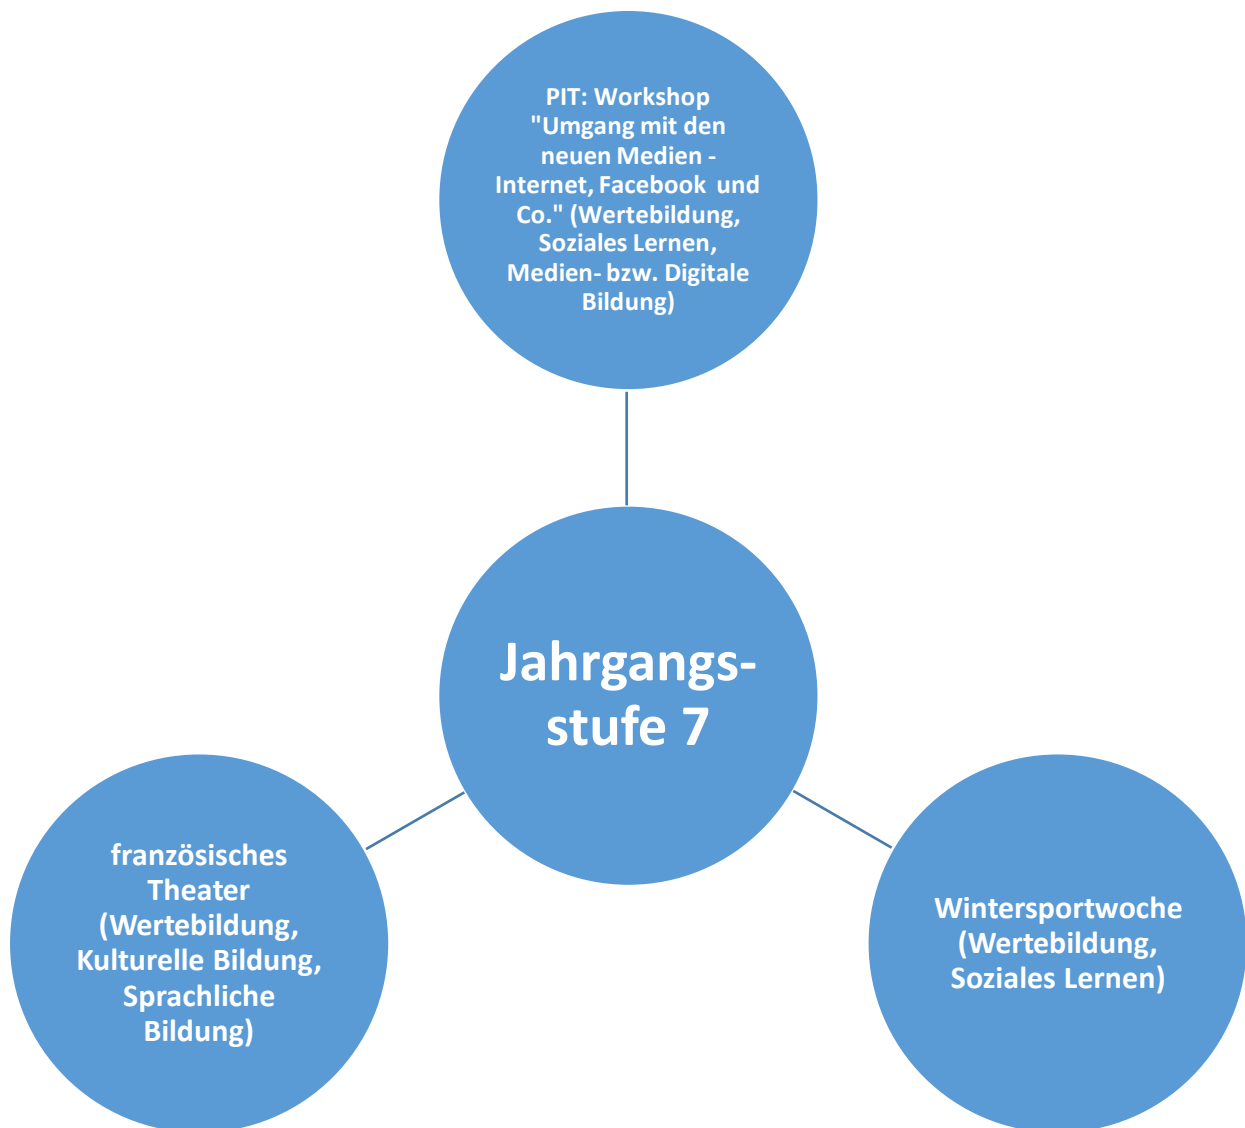 PIT: Workshop
"Umgang mit den
neuen Medien -
Internet, Facebook und
Co." (Wertebildung,
Soziales Lernen,
Medien- bzw. Digitale
Bildung)
Jahrgangs-
stufe 7
französisches
Theater
(Wertebildung,
Kulturelle Bildung,
Sprachliche
Bildung)
Wintersportwoche
(Wertebildung,
Soziales Lernen)